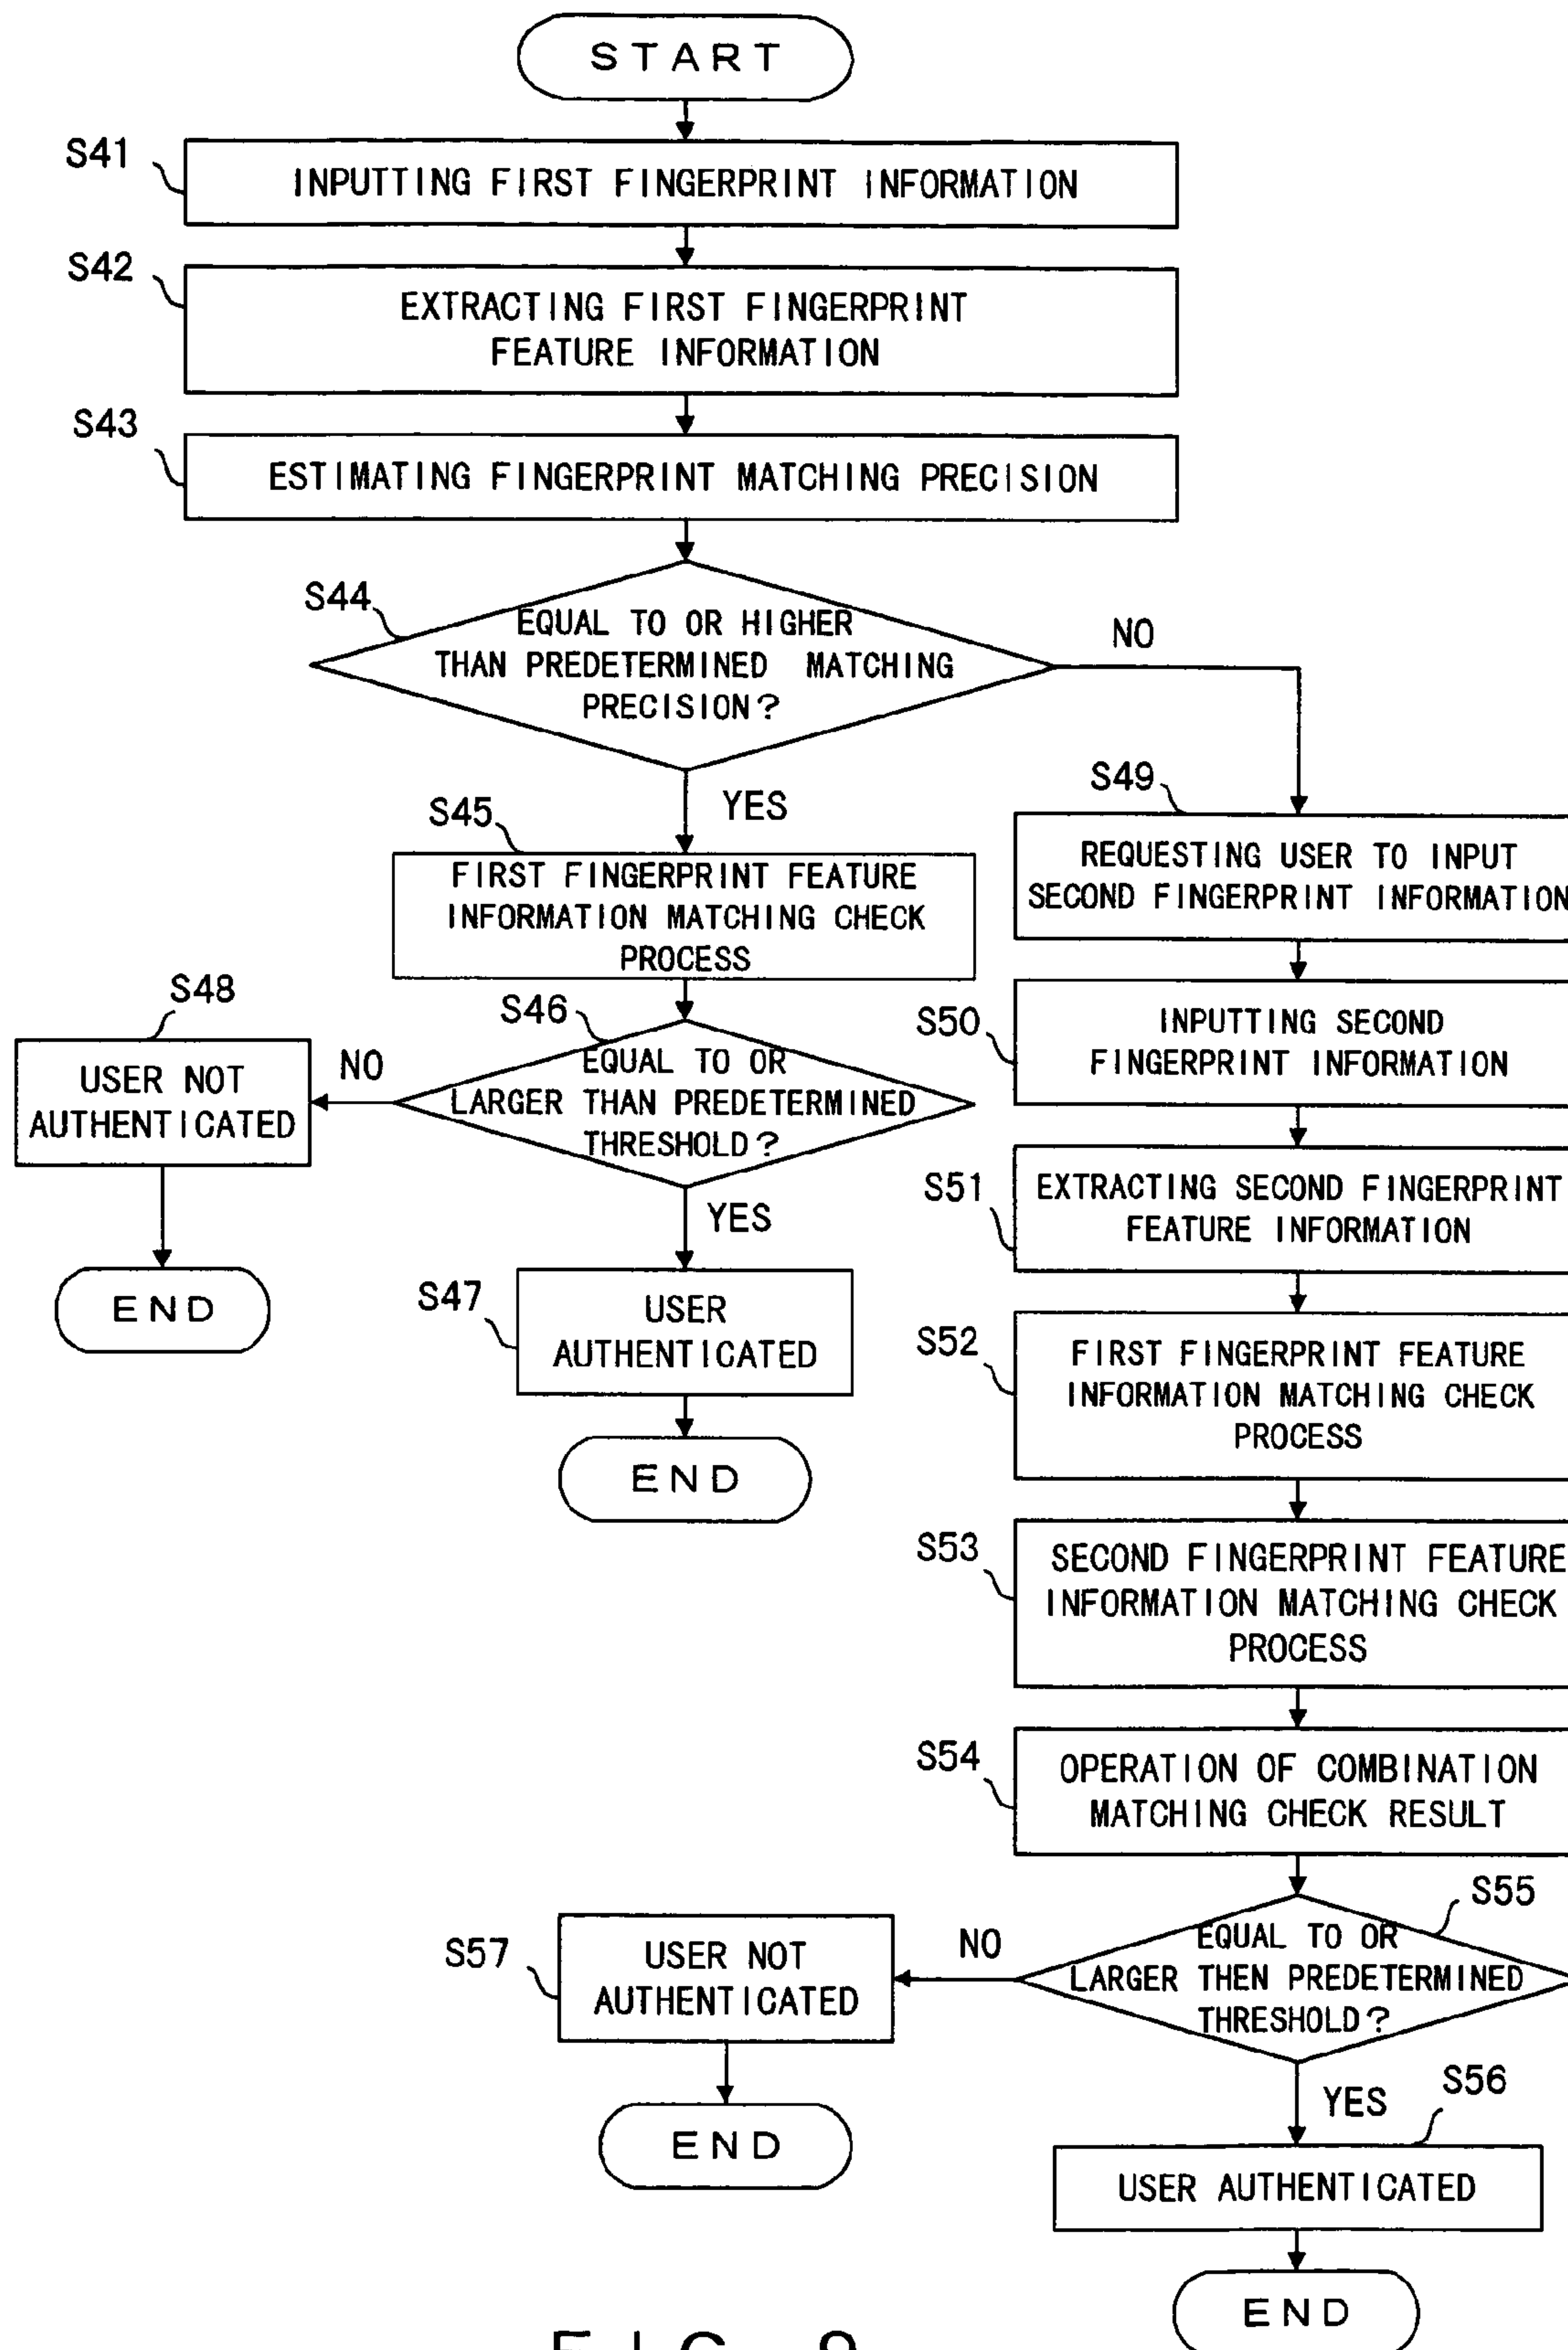 START
S41
INPUTTING FIRST FINGERPRINT INFORMATION
S42
EXTRACTING FIRST FINGERPRINT
FEATURE INFORMATION
S43
ESTIMATING FINGERPRINT MATCHING PRECISION
S44
EQUAL TO OR HIGHER
THAN PREDETERMINED MATCHING
PRECISION?
NO
YES
S45
FIRST FINGERPRINT FEATURE
INFORMATION MATCHING CHECK
PROCESS
S46
EQUAL TO OR
LARGER THAN PREDETERMINED
THRESHOLD?
NO
S48
USER NOT
AUTHENTICATED
END
YES
S47
USER
AUTHENTICATED
END
S49
REQUESTING USER TO INPUT
SECOND FINGERPRINT INFORMATION
S50
INPUTTING SECOND
FINGERPRINT INFORMATION
S51
EXTRACTING SECOND FINGERPRINT
FEATURE INFORMATION
S52
FIRST FINGERPRINT FEATURE
INFORMATION MATCHING CHECK
PROCESS
S53
SECOND FINGERPRINT FEATURE
INFORMATION MATCHING CHECK
PROCESS
S54
OPERATION OF COMBINATION
MATCHING CHECK RESULT
S55
EQUAL TO OR
LARGER THEN PREDETERMINED
THRESHOLD?
NO
S57
USER NOT
AUTHENTICATED
END
YES
S56
USER AUTHENTICATED
END
FIG.